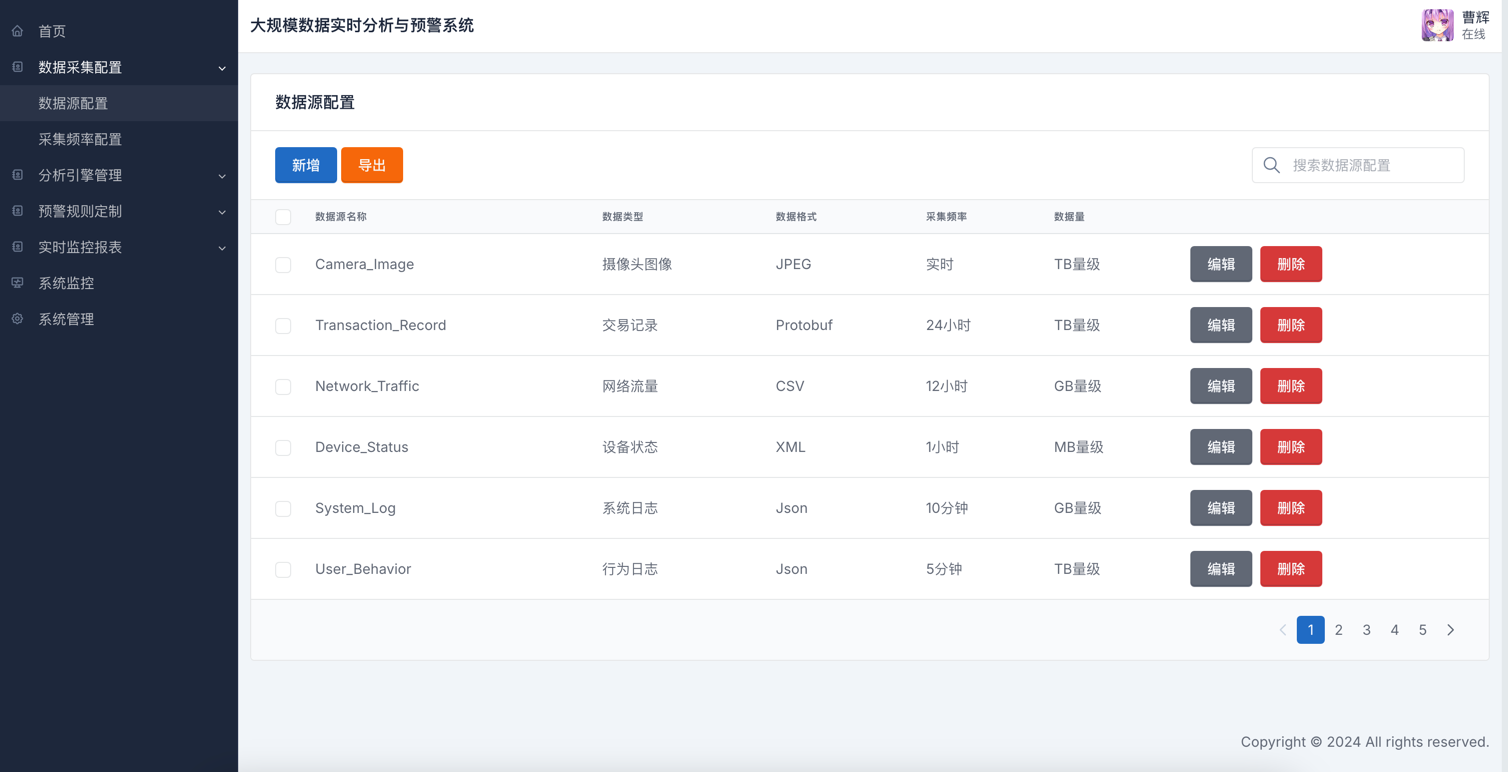 大规模数据实时分析与预警系统
曹辉
在线
首页
数据采集配置
数据源配置
采集频率配置
分析引擎管理
预警规则定制
实时监控报表
系统监控
系统管理
数据源配置
新增 导出 搜索数据源配置
数据源名称 数据类型 数据格式 采集频率 数据量
Camera_Image 摄像头图像 JPEG 实时 TB量级 编辑 删除
Transaction_Record 交易记录 Protobuf 24小时 TB量级 编辑 删除
Network_Traffic 网络流量 CSV 12小时 GB量级 编辑 删除
Device_Status 设备状态 XML 1小时 MB量级 编辑 删除
System_Log 系统日志 Json 10分钟 GB量级 编辑 删除
User_Behavior 行为日志 Json 5分钟 TB量级 编辑 删除
1 2 3 4 5
Copyright © 2024 All rights reserved.